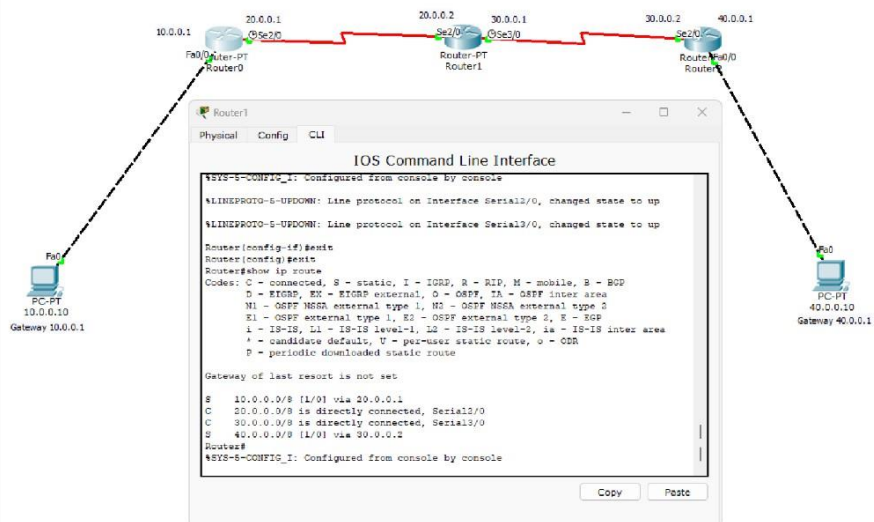 20.0.0.1
20.0.0.2
30.0.0.1
30.0.0.2
40.0.0.1
10.0.0.1
Se2/0
Se2/0
Se3/0
Se2/0
Fa0/0
Router-PT
Router0
Router-PT
Router1
Fa0/0
Router1
Physical Config CLI
IOS Command Line Interface
%SYS-5-CONFIG_I: Configured from console by console
%LINEPROTO-5-UPDOWN: Line protocol on Interface Serial2/0, changed state to up
%LINEPROTO-5-UPDOWN: Line protocol on Interface Serial3/0, changed state to up
Router(config-if)#exit
Router(config)#exit
Router#show ip route
Codes: C - connected, S - static, I - IGRP, R - RIP, M - mobile, B - BGP
D - EIGRP, EX - EIGRP external, O - OSPF, IA - OSPF inter area
N1 - OSPF NSSA external type 1, N2 - OSPF NSSA external type 2
E1 - OSPF external type 1, E2 - OSPF external type 2, E - EGP
i - IS-IS, L1 - IS-IS level-1, L2 - IS-IS level-2, ia - IS-IS inter area
* - candidate default, U - per-user static route, o - ODR
P - periodic downloaded static route
Gateway of last resort is not set
S 10.0.0.0/8 [1/0] via 20.0.0.1
C 20.0.0.0/8 is directly connected, Serial2/0
C 30.0.0.0/8 is directly connected, Serial3/0
S 40.0.0.0/8 [1/0] via 30.0.0.2
Router#
%SYS-5-CONFIG_I: Configured from console by console
Copy Paste
Fa0
PC-PT
10.0.0.10
Gateway 10.0.0.1
Fa0
PC-PT
40.0.0.10
Gateway 40.0.0.1